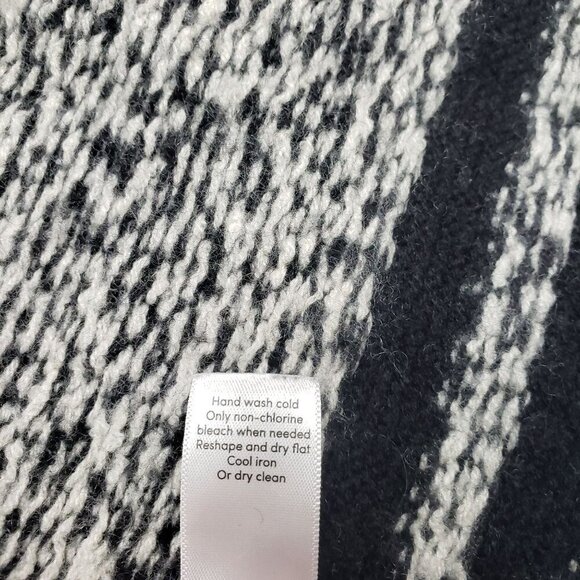 Hand wash cold
Only non-chlorine
bleach when needed
Reshape and dry flat
Cool iron
Or dry clean